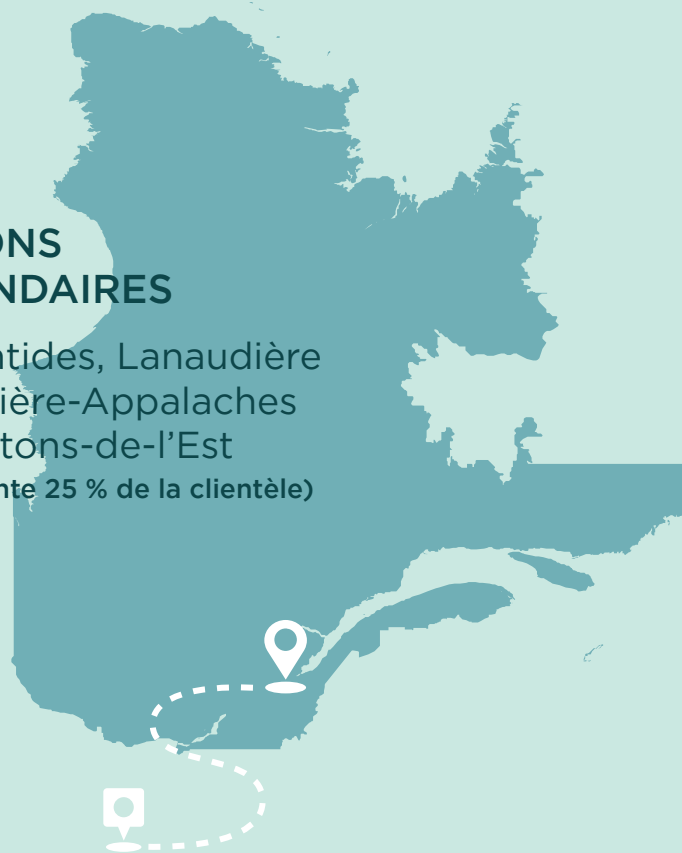 ONS
NDAIRES
ntides, Lanaudière
ière-Appalaches
tons-de-l'Est
nte 25 % de la clientèle)